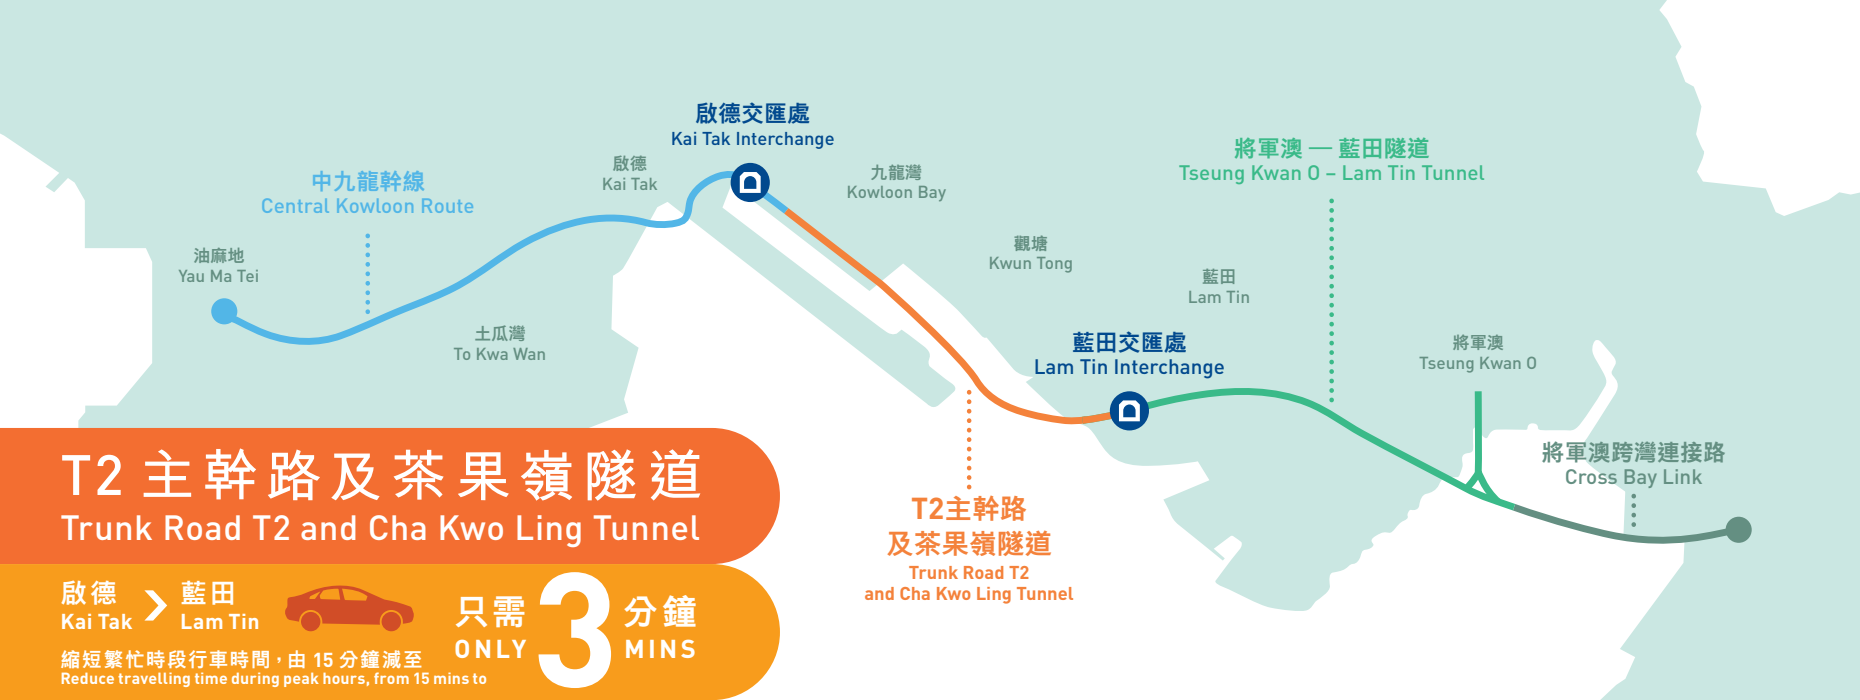 啟德交匯處
Kai Tak Interchange
將軍澳 — 藍田隧道
Tseung Kwan O – Lam Tin Tunnel
啟德
Kai Tak
九龍灣
Kowloon Bay
中九龍幹線
Central Kowloon Route
油麻地
Yau Ma Tei
觀塘
Kwun Tong
藍田
Lam Tin
土瓜灣
To Kwa Wan
藍田交匯處
Lam Tin Interchange
將軍澳
Tseung Kwan O
將軍澳跨灣連接路
Cross Bay Link
T2主幹路
及茶果嶺隧道
Trunk Road T2
and Cha Kwo Ling Tunnel
T2 主幹路及茶果嶺隧道
Trunk Road T2 and Cha Kwo Ling Tunnel
啟德 藍田
Kai Tak Lam Tin
只需 3 分鐘
ONLY MINS
縮短繁忙時段行車時間，由 15 分鐘減至
Reduce travelling time during peak hours, from 15 mins to